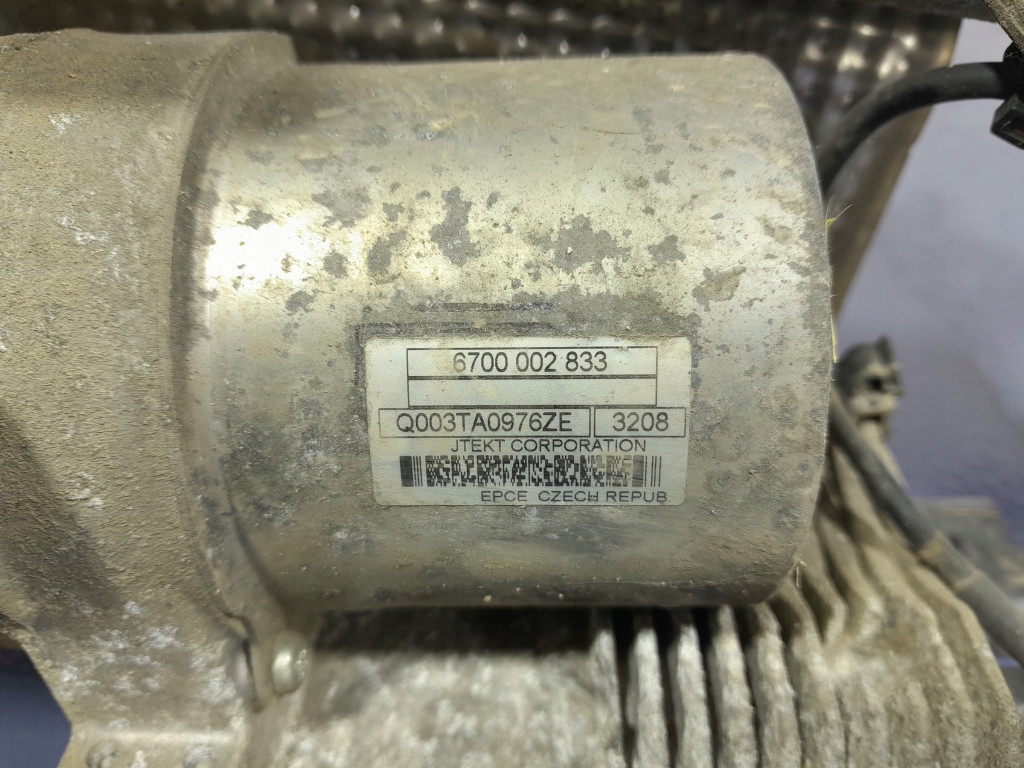 6700 002 833
Q003TA0976ZE 3208
JTEKT CORPORATION
EPCE CZECH REPUB